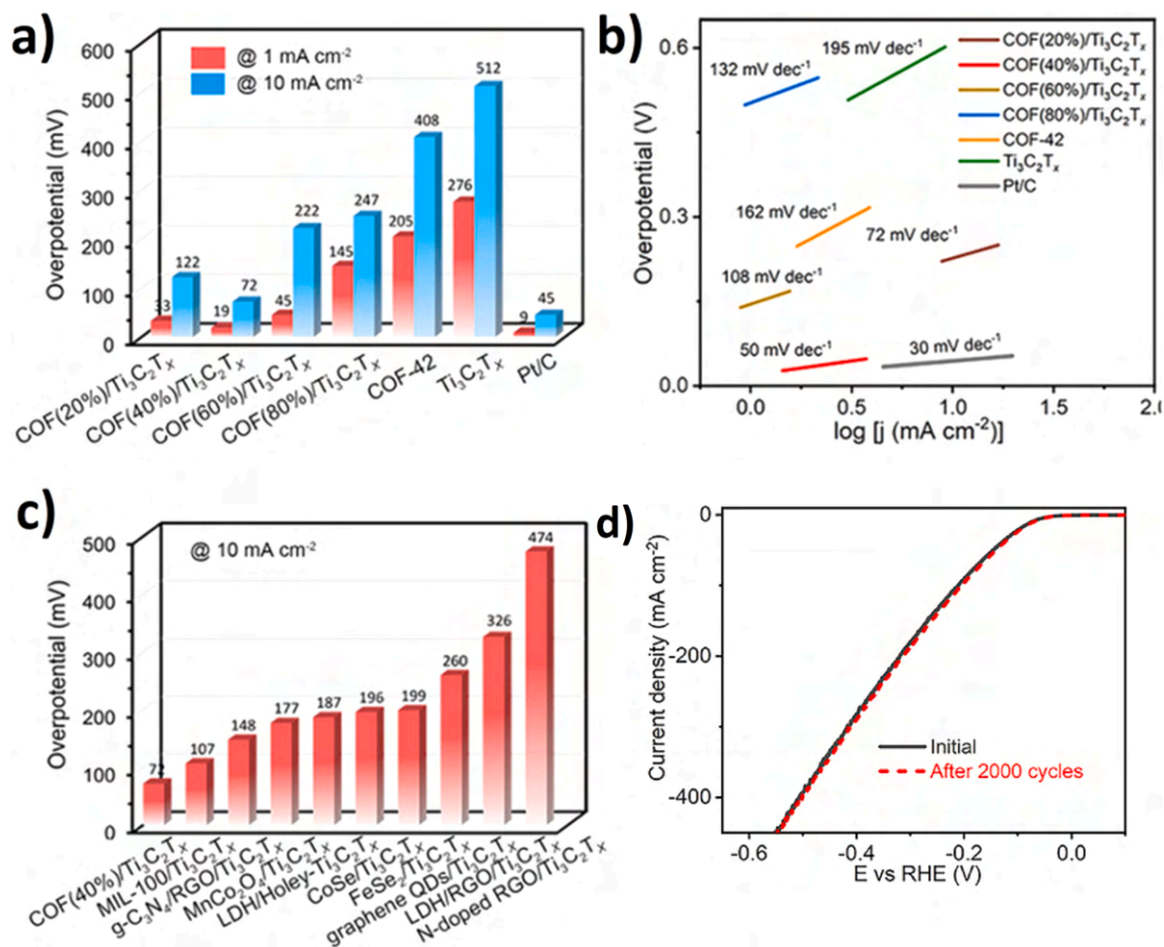 a)
600
500
400
300
200
100
0
Overpotential (mV)
@ 1 mA cm⁻²
@ 10 mA cm⁻²
33
122
19
72
45
222
145
247
205
408
276
512
9
45
COF(20%)/Ti₃C₂Tₓ
COF(40%)/Ti₃C₂Tₓ
COF(60%)/Ti₃C₂Tₓ
COF(80%)/Ti₃C₂Tₓ
COF-42
Ti₃C₂Tₓ
Pt/C
b)
0.6
0.3
0.0
Overpotential (V)
195 mV dec⁻¹
132 mV dec⁻¹
162 mV dec⁻¹
72 mV dec⁻¹
108 mV dec⁻¹
50 mV dec⁻¹
30 mV dec⁻¹
COF(20%)/Ti₃C₂Tₓ
COF(40%)/Ti₃C₂Tₓ
COF(60%)/Ti₃C₂Tₓ
COF(80%)/Ti₃C₂Tₓ
COF-42
Ti₃C₂Tₓ
Pt/C
0.0 0.5 1.0 1.5 2.0
log [j (mA cm⁻²)]
c)
500
400
300
200
100
0
Overpotential (mV)
@ 10 mA cm⁻²
72
107
148
177
187
196
199
260
326
474
COF(40%)/Ti₃C₂Tₓ
MIL-100/Ti₃C₂Tₓ
g-C₃N₄/RGO/Ti₃C₂Tₓ
MnCo₂O₄/Ti₃C₂Tₓ
LDH/Holey-Ti₃C₂Tₓ
CoSe/Ti₃C₂Tₓ
FeSe₂/Ti₃C₂Tₓ
graphene QDs/Ti₃C₂Tₓ
LDH/RGO/Ti₃C₂Tₓ
N-doped RGO/Ti₃C₂Tₓ
d)
0
-200
-400
Current density (mA cm⁻²)
Initial
After 2000 cycles
-0.6 -0.4 -0.2 0.0
E vs RHE (V)